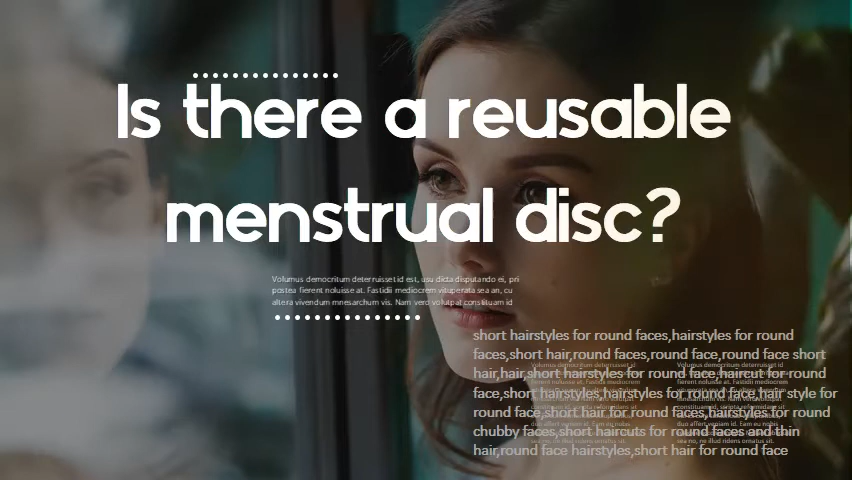 Is there a reusable
menstrual disc?
Volumus democritum deterruisset id est, usu dicta disputando ei, pri
postea fierent noluisse at. Fastidii mediocrem vituperata sea an, cu
altera vivendum mnesarchum vis. Nam vero volutpat constituam id
short hairstyles for round faces,hairstyles for round
faces,short hair,round faces,round face,round face short
hair,hair,short hairstyles for round face,haircut for round
face,short hairstyles,hairstyles for round face,hair style for
round face,short hair for round faces,hairstyles for round
chubby faces,short haircuts for round faces and thin
hair,round face hairstyles,short hair for round face